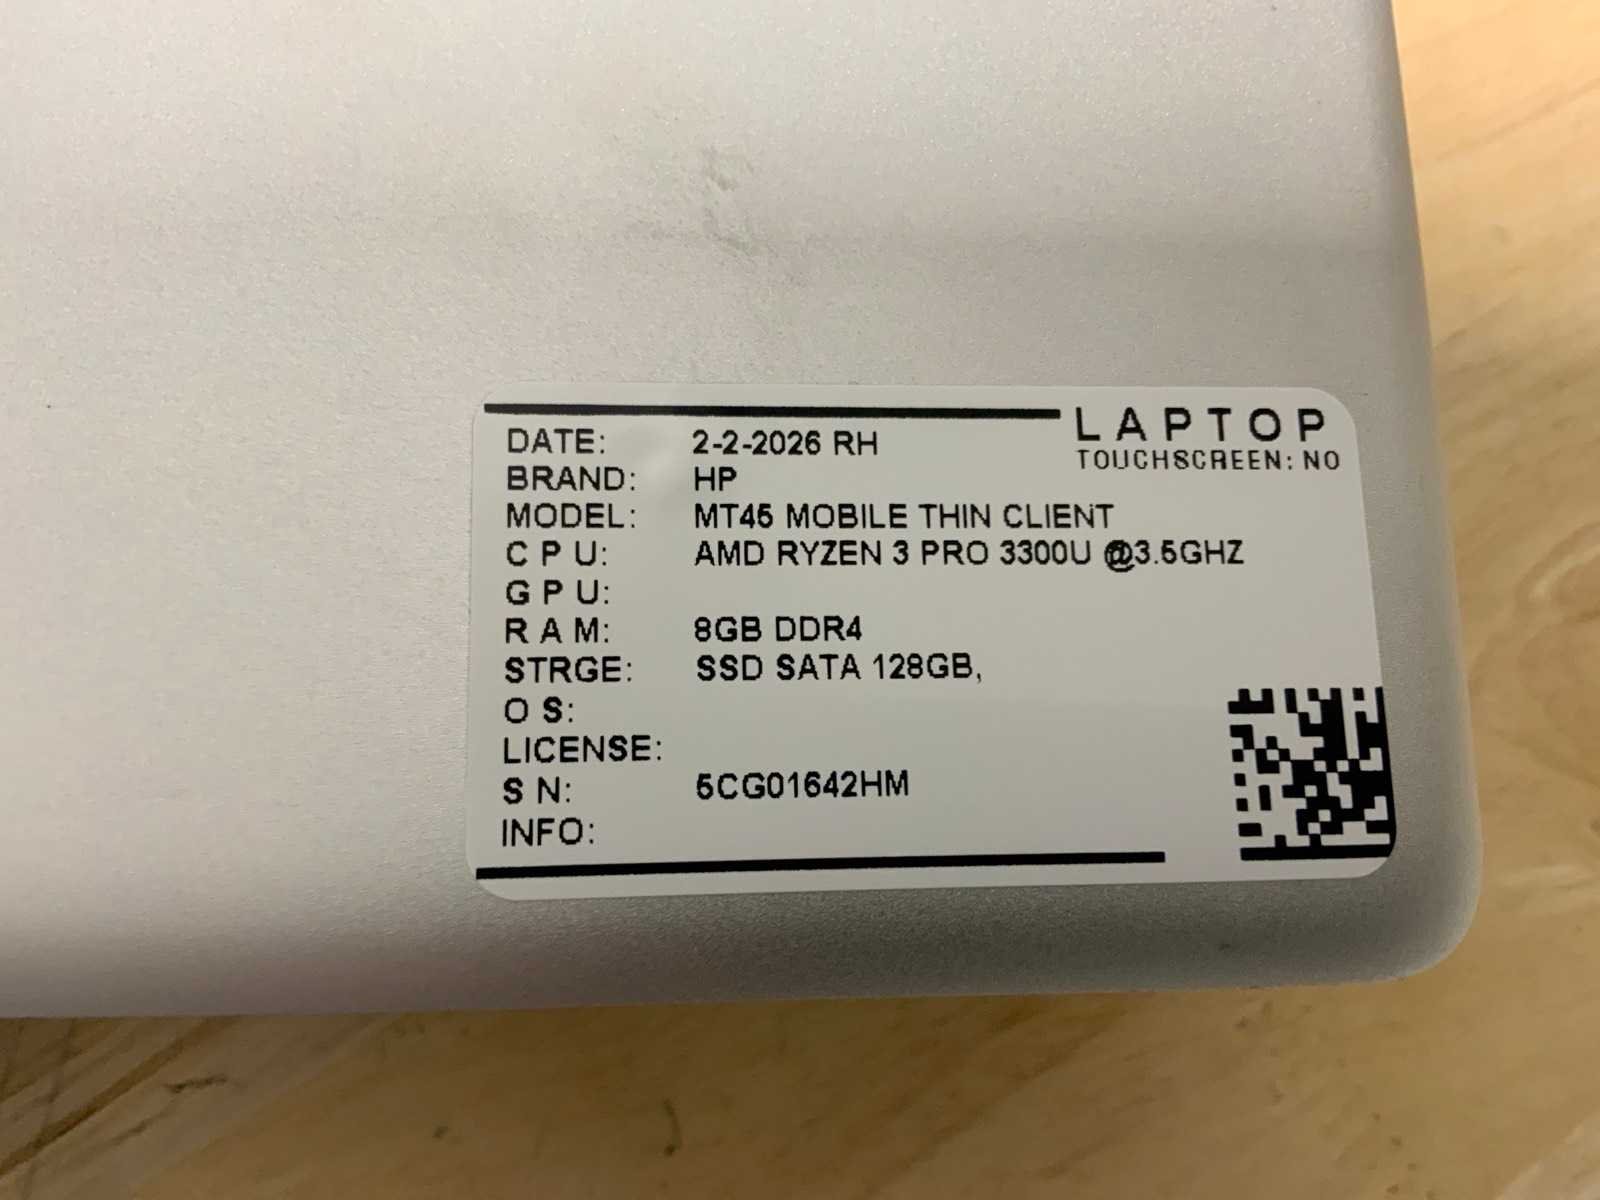 LAPTOP
TOUCHSCREEN: NO
DATE: 2-2-2026 RH
BRAND: HP
MODEL: MT45 MOBILE THIN CLIENT
C P U: AMD RYZEN 3 PRO 3300U @3.5GHZ
G P U:
R A M: 8GB DDR4
STRGE: SSD SATA 128GB,
O S:
LICENSE:
S N: 5CG01642HM
INFO: